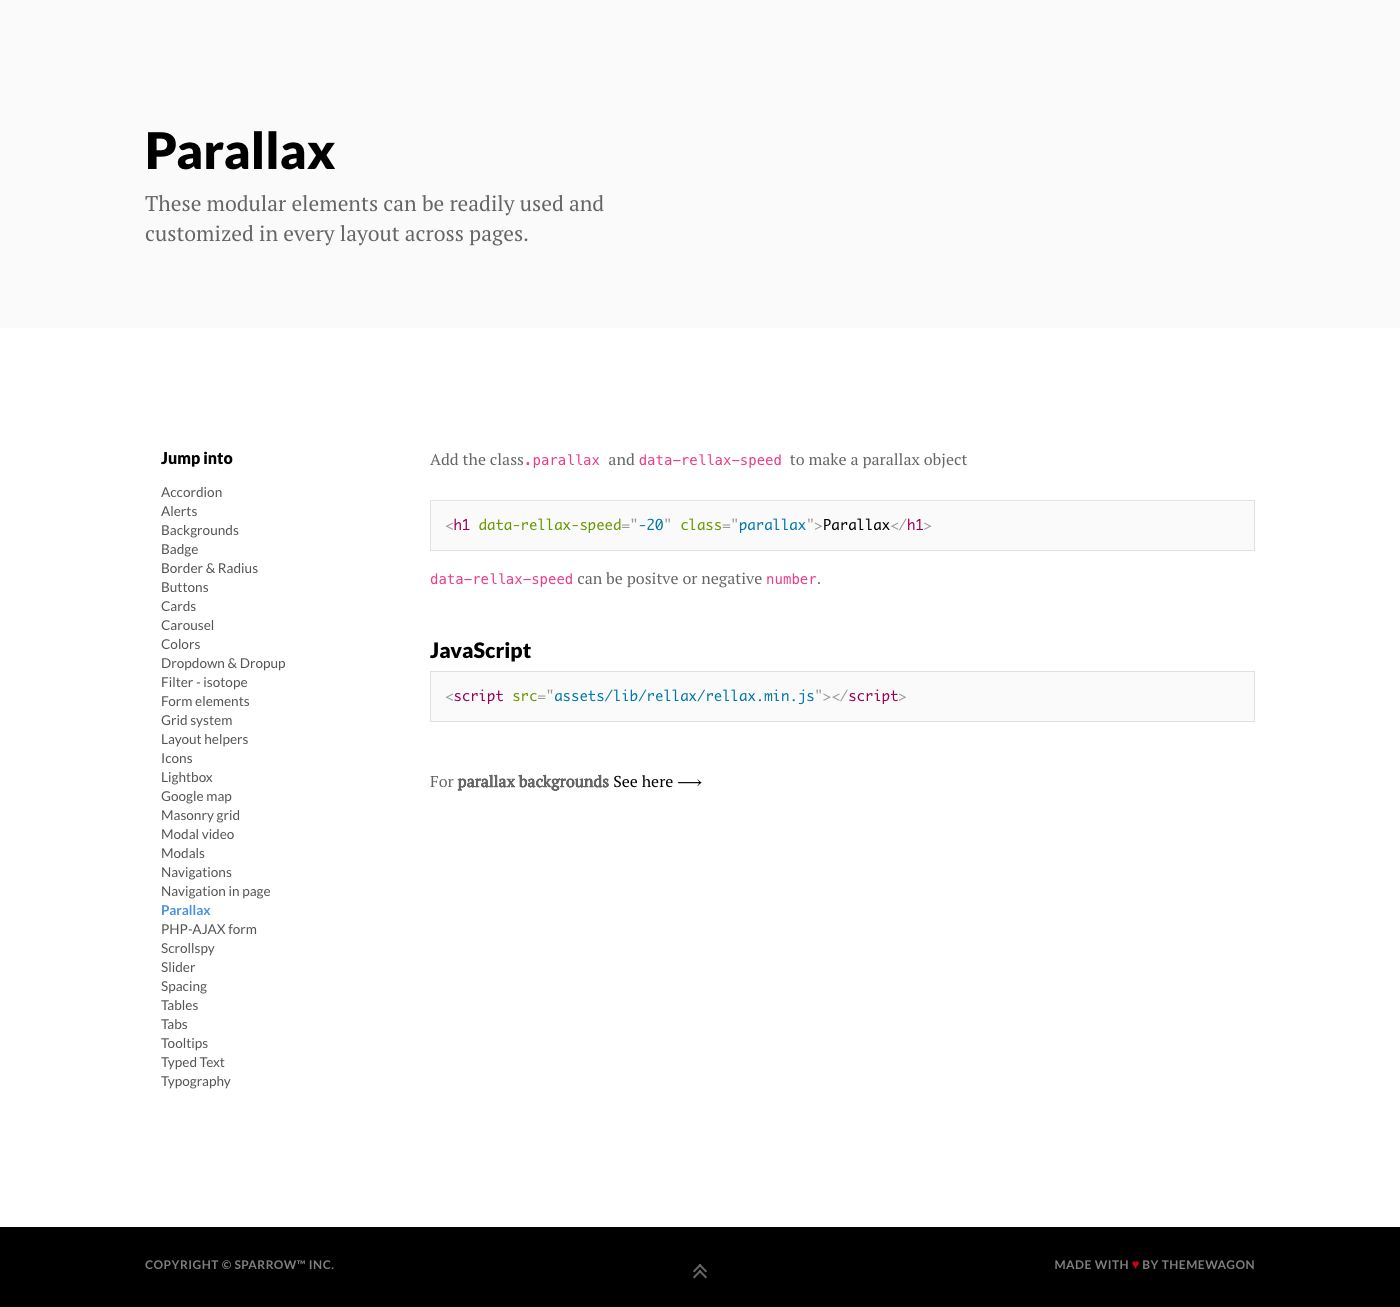 Parallax
These modular elements can be readily used and
customized in every layout across pages.
Jump into
Accordion
Alerts
Backgrounds
Badge
Border & Radius
Buttons
Cards
Carousel
Colors
Dropdown & Dropup
Filter - isotope
Form elements
Grid system
Layout helpers
Icons
Lightbox
Google map
Masonry grid
Modal video
Modals
Navigations
Navigation in page
Parallax
PHP-AJAX form
Scrollspy
Slider
Spacing
Tables
Tabs
Tooltips
Typed Text
Typography
Add the class.parallax and data-rellax-speed to make a parallax object
<h1 data-rellax-speed="-20" class="parallax">Parallax</h1>
data-rellax-speed can be positve or negative number.
JavaScript
<script src="assets/lib/rellax/rellax.min.js"></script>
For parallax backgrounds See here ⟶
COPYRIGHT © SPARROW™ INC.
MADE WITH ♥ BY THEMEWAGON